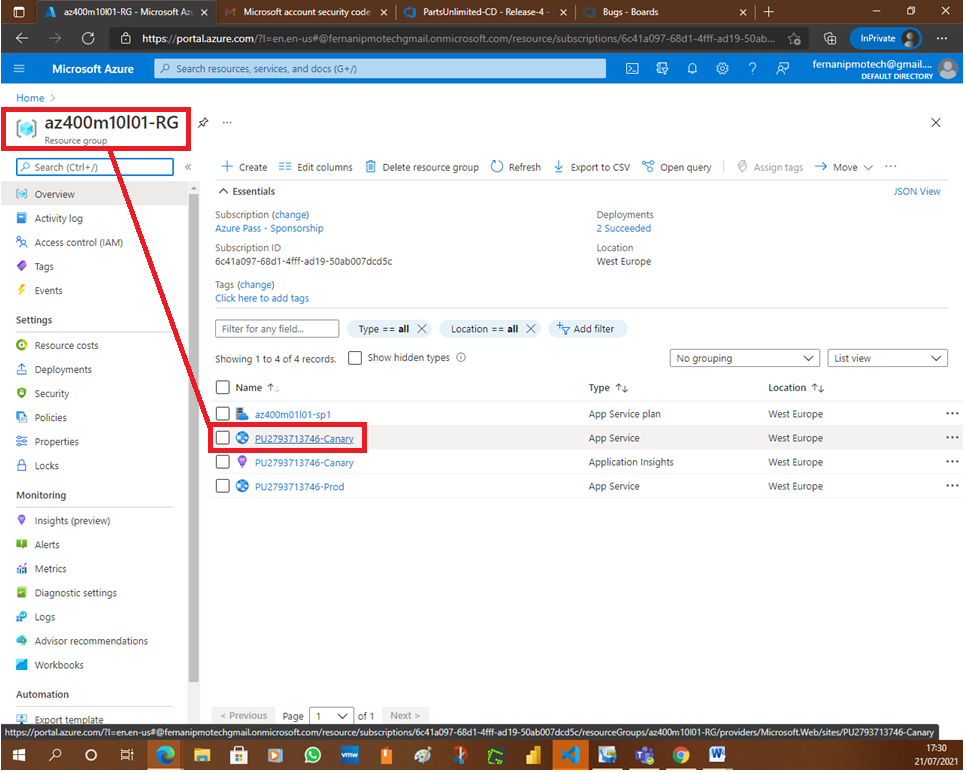 az400m10l01-RG - Microsoft Az
Microsoft account security code
PartsUnlimited-CD - Release-4 -
Bugs - Boards
https://portal.azure.com/?l=en.en-us#@fernanipmotechgmail.onmicrosoft.com/resource/subscriptions/6c41a097-68d1-4fff-ad19-50a...
InPrivate
Microsoft Azure
Search resources, services, and docs (G+/)
fernanipmotech@gmail....
DEFAULT DIRECTORY
Home
az400m10l01-RG
Resource group
Search (Ctrl+/)
Create
Edit columns
Delete resource group
Refresh
Export to CSV
Open query
Assign tags
Move
Overview
Activity log
Access control (IAM)
Tags
Events
Settings
Resource costs
Deployments
Security
Policies
Properties
Locks
Monitoring
Insights (preview)
Alerts
Metrics
Diagnostic settings
Logs
Advisor recommendations
Workbooks
Automation
Export template
Essentials
JSON View
Subscription (change)
Azure Pass - Sponsorship
Subscription ID
6c41a097-68d1-4fff-ad19-50ab007dcd5c
Deployments
2 Succeeded
Location
West Europe
Tags (change)
Click here to add tags
Filter for any field...
Type == all
Location == all
Add filter
Showing 1 to 4 of 4 records.
Show hidden types
No grouping
List view
Name Type Location
az400m01l01-sp1 App Service plan West Europe
PU2793713746-Canary App Service West Europe
PU2793713746-Canary Application Insights West Europe
PU2793713746-Prod App Service West Europe
< Previous Page 1 of 1 Next >
https://portal.azure.com/?l=en.en-us#@fernanipmotechgmail.onmicrosoft.com/resource/subscriptions/6c41a097-68d1-4fff-ad19-50ab007dcd5c/resourceGroups/az400m10l01-RG/providers/Microsoft.Web/sites/PU2793713746-Canary
vmw
17:30
21/07/2021